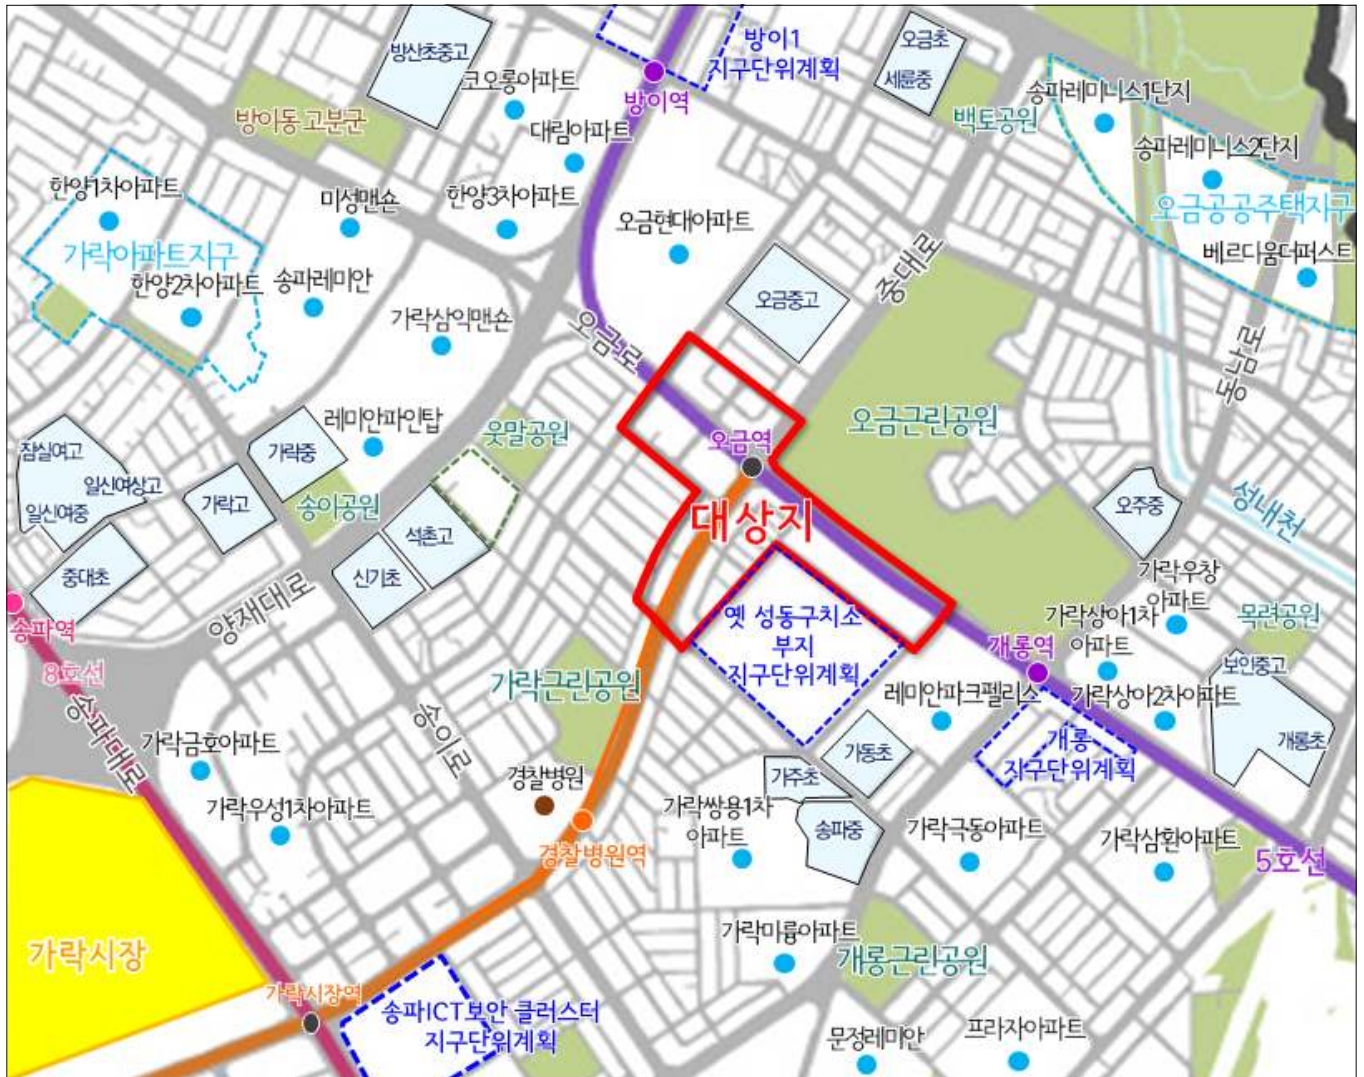 방이1
지구단위계획
방산초중고
오금초
세륜중
코오롱아파트
방이역
송파레미니스1단지
방이동 고분군
대림아파트
백토공원
송파레미니스2단지
한양1차아파트
미성맨숀
한양3차아파트
오금현대아파트
오금공공주택지구
가락아파트지구
베르디움더퍼스트
한양2차아파트
송파레미안
중대로
오금중고
가락삼익맨숀
오금로
동남로
레미안파인탑
웃말공원
오금역
오금근린공원
잠실여고
가락중
일신여상고
일신여중
가락고
송이공원
석촌고
대상지
오주중
성내천
중대초
신기초
가락우창
아파트
양재대로
옛 성동구치소
부지
지구단위계획
가락상아1차
아파트
목련공원
송파역
8호선
개롱역
보인중고
가락근린공원
레미안파크펠리스
가락상아2차아파트
송파대로
송이로
가락금호아파트
개롱
지구단위계획
개롱초
가동초
경찰병원
가주초
가락우성1차아파트
가락쌍용1차
아파트
송파중
가락극동아파트
가락삼환아파트
경찰병원역
5호선
가락시장
가락미륭아파트
개롱근린공원
가락시장역
송파ICT보안 클러스터
지구단위계획
문정레미안
프라자아파트